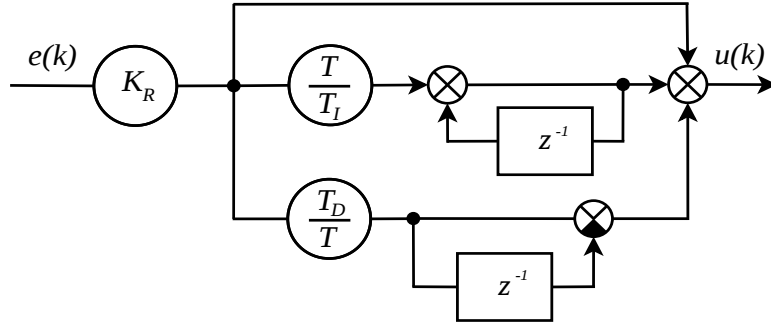 e(k)
K_R
T
T_I
z^-1
u(k)
T_D
T
z^-1